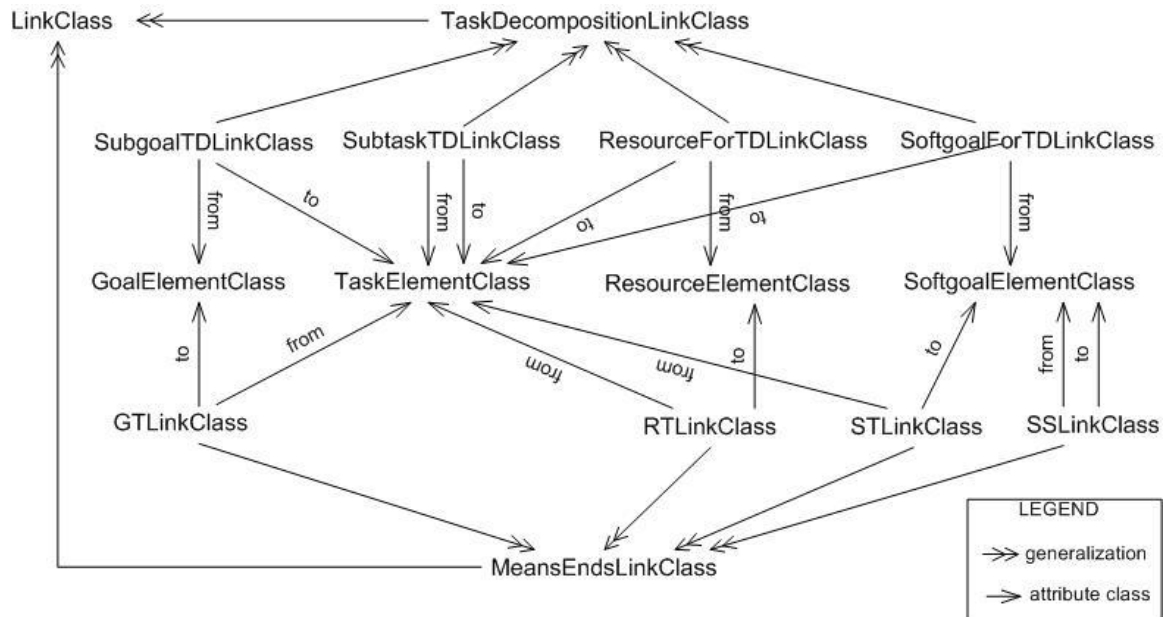 LinkClass
TaskDecompositionLinkClass
SubgoalTDLinkClass
SubtaskTDLinkClass
ResourceForTDLinkClass
SoftgoalForTDLinkClass
from
to
from
to
to
from
to
from
GoalElementClass
TaskElementClass
ResourceElementClass
SoftgoalElementClass
to
from
from
from
to
to
from
to
GTLinkClass
RTLinkClass
STLinkClass
SSLinkClass
MeansEndsLinkClass
LEGEND
generalization
attribute class